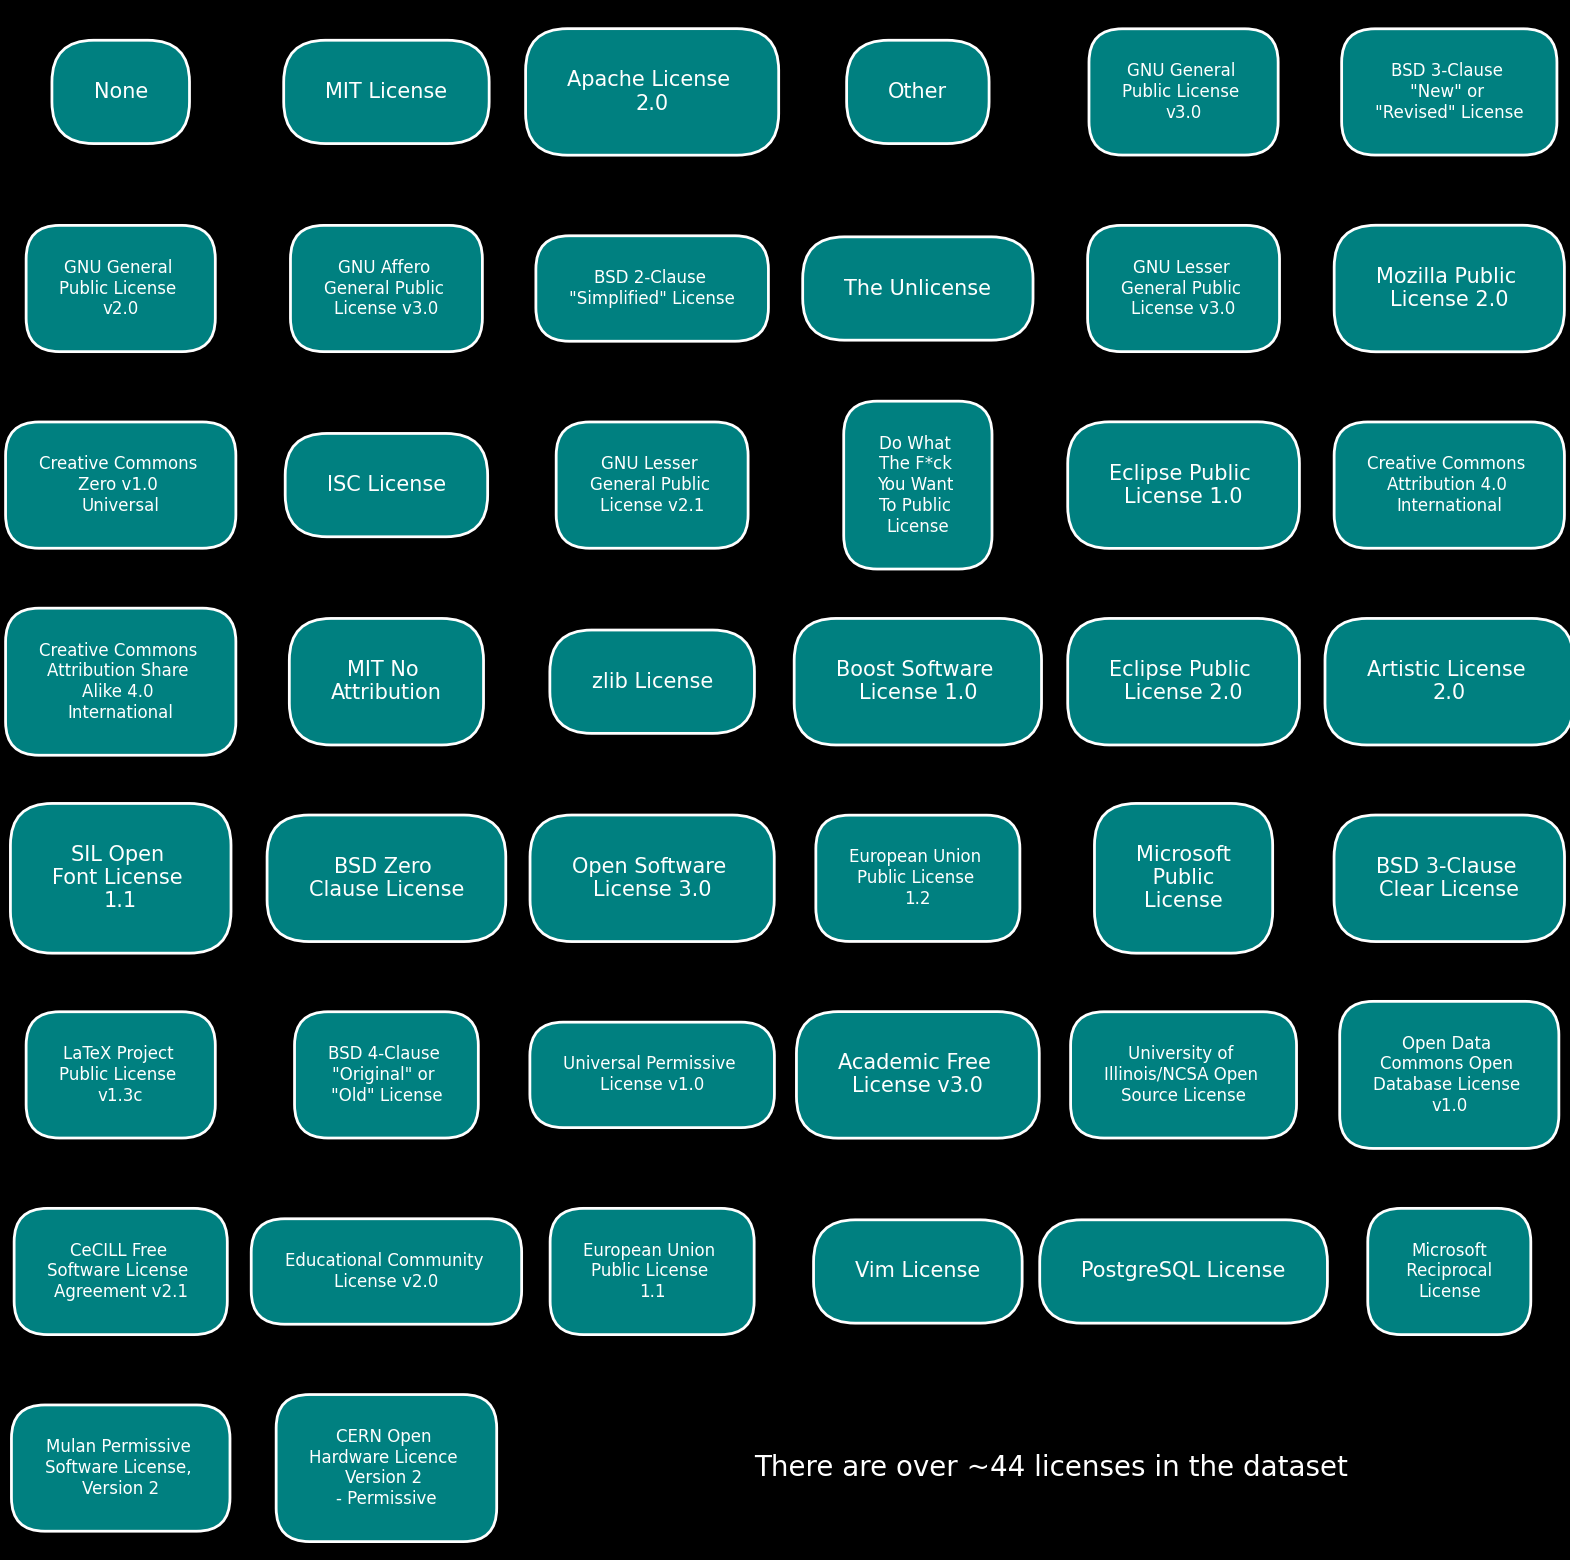 None
MIT License
Apache License
2.0
Other
GNU General
Public License
v3.0
BSD 3-Clause
"New" or
"Revised" License
GNU General
Public License
v2.0
GNU Affero
General Public
License v3.0
BSD 2-Clause
"Simplified" License
The Unlicense
GNU Lesser
General Public
License v3.0
Mozilla Public
License 2.0
Creative Commons
Zero v1.0
Universal
ISC License
GNU Lesser
General Public
License v2.1
Do What
The F*ck
You Want
To Public
License
Eclipse Public
License 1.0
Creative Commons
Attribution 4.0
International
Creative Commons
Attribution Share
Alike 4.0
International
MIT No
Attribution
zlib License
Boost Software
License 1.0
Eclipse Public
License 2.0
Artistic License
2.0
SIL Open
Font License
1.1
BSD Zero
Clause License
Open Software
License 3.0
European Union
Public License
1.2
Microsoft
Public
License
BSD 3-Clause
Clear License
LaTeX Project
Public License
v1.3c
BSD 4-Clause
"Original" or
"Old" License
Universal Permissive
License v1.0
Academic Free
License v3.0
University of
Illinois/NCSA Open
Source License
Open Data
Commons Open
Database License
v1.0
CeCILL Free
Software License
Agreement v2.1
Educational Community
License v2.0
European Union
Public License
1.1
Vim License
PostgreSQL License
Microsoft
Reciprocal
License
Mulan Permissive
Software License,
Version 2
CERN Open
Hardware Licence
Version 2
- Permissive
There are over ~44 licenses in the dataset